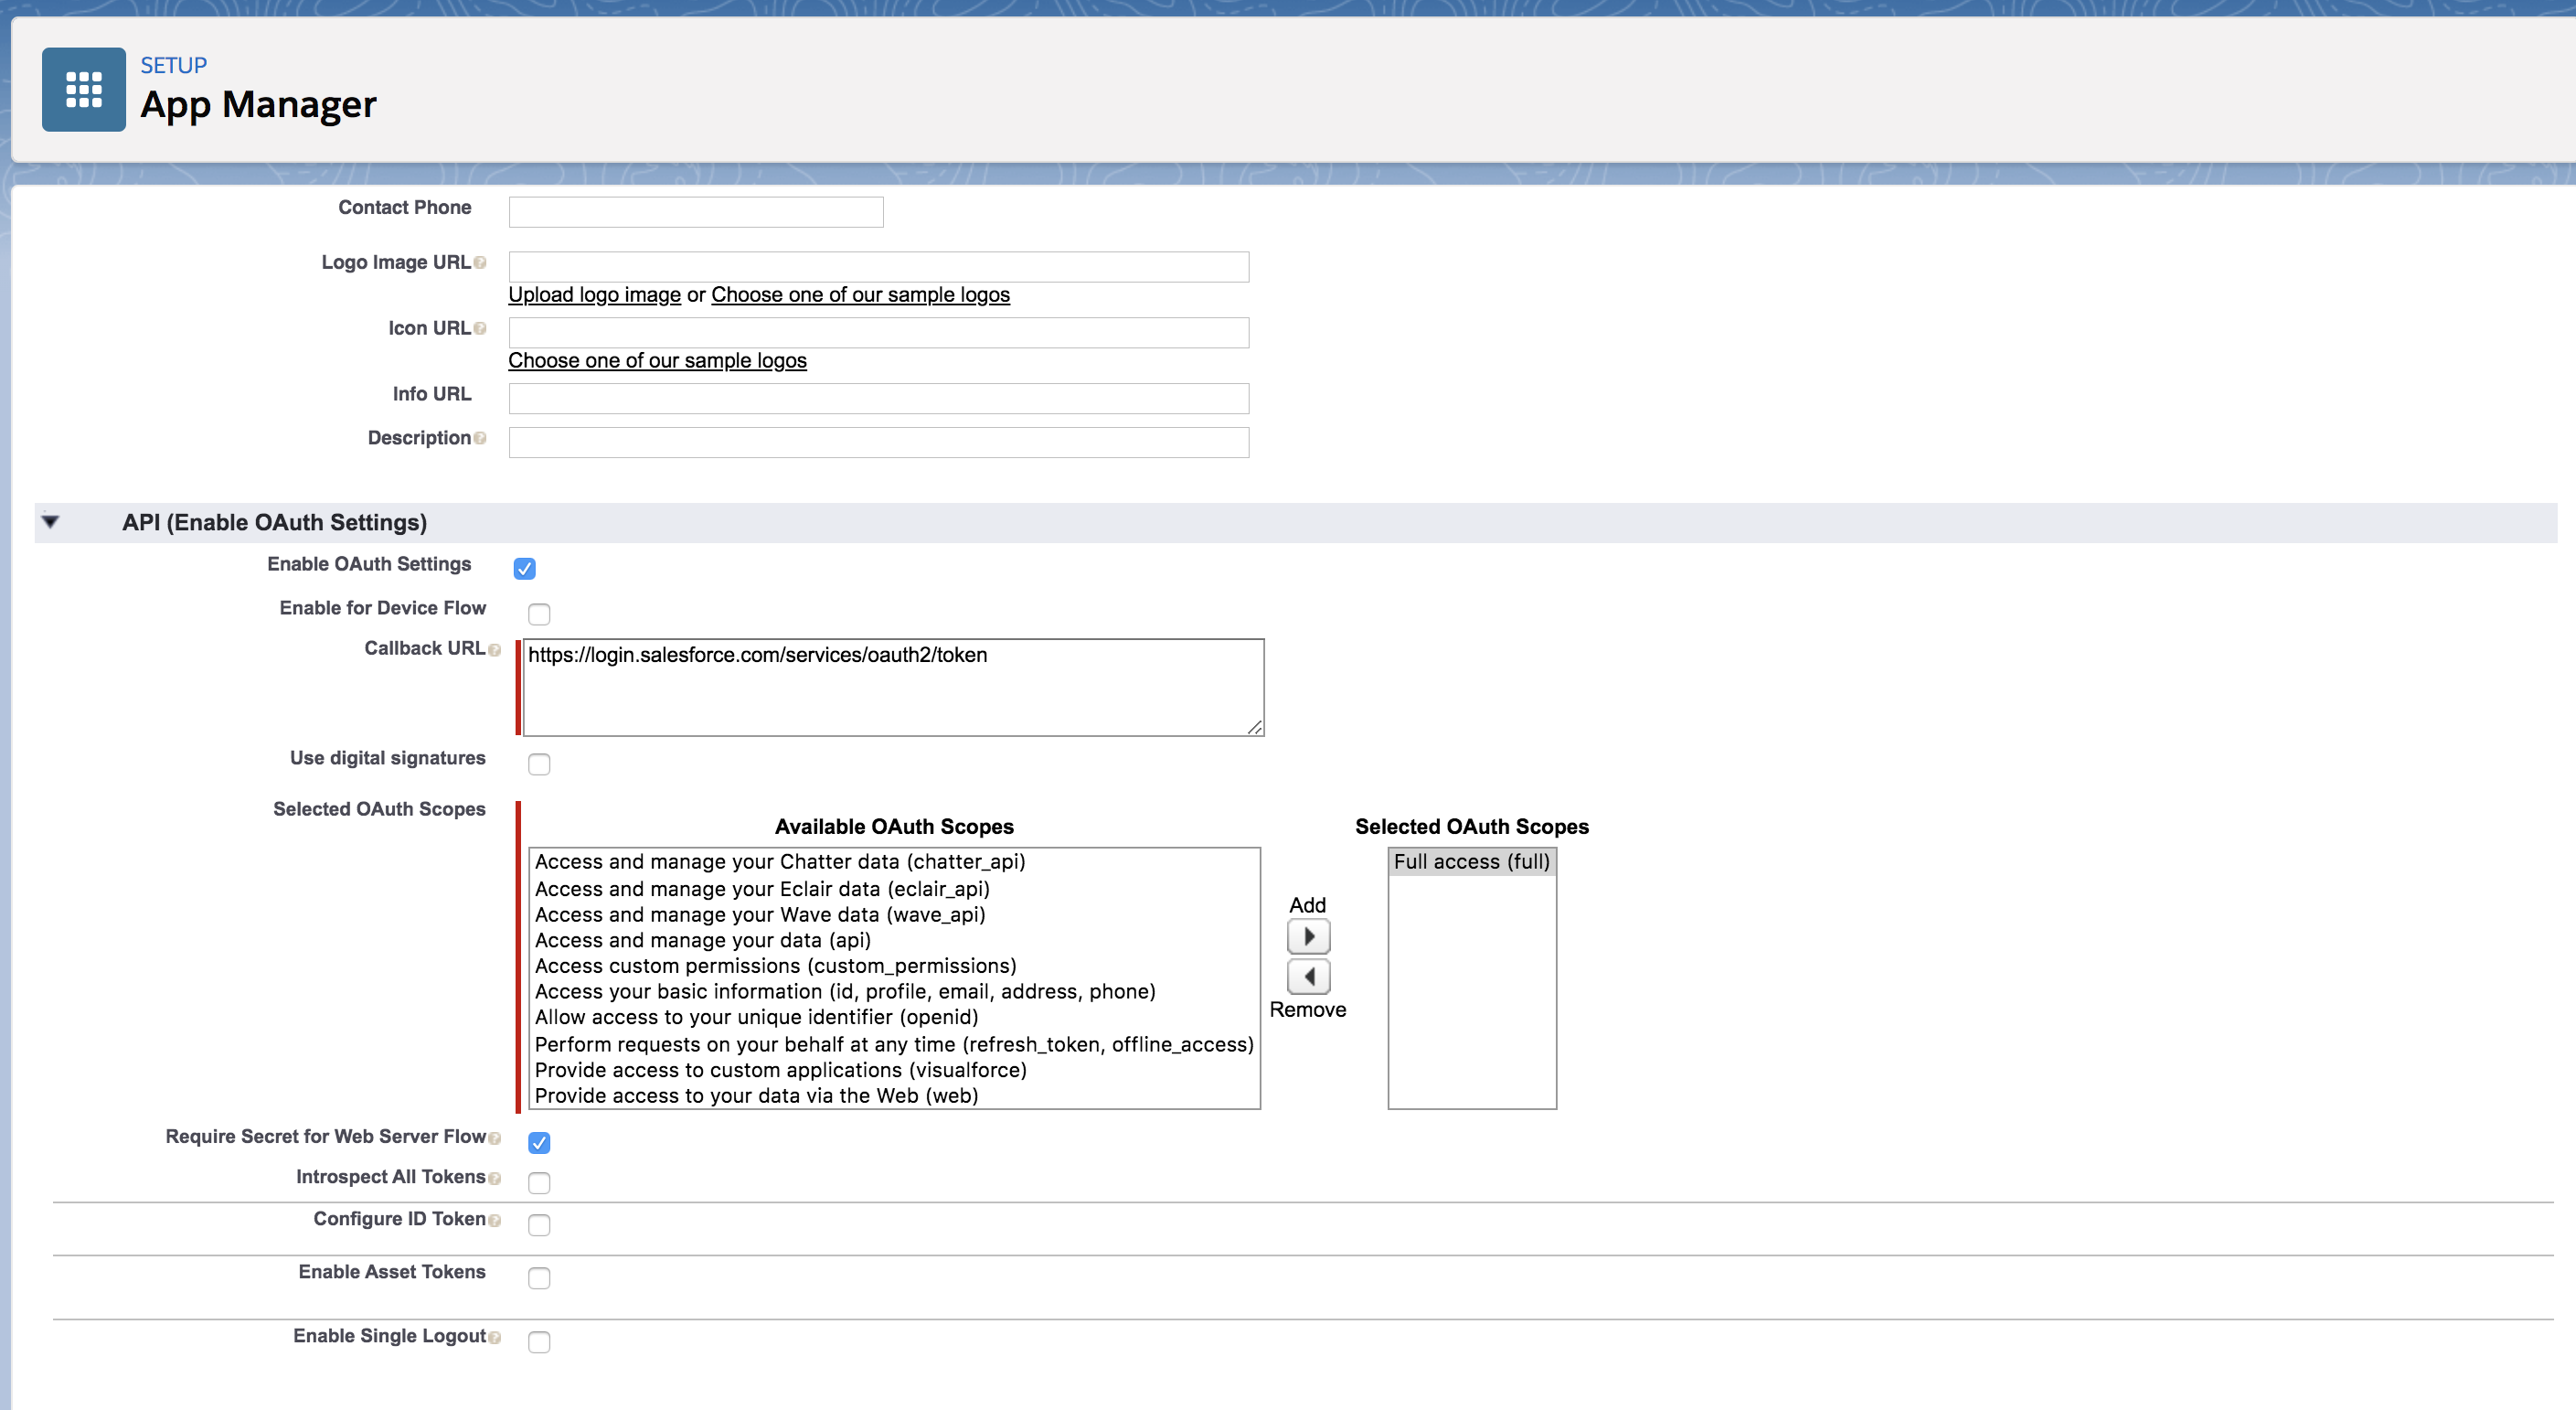 SETUP
App Manager
Contact Phone
Logo Image URL
Upload logo image or Choose one of our sample logos
Icon URL
Choose one of our sample logos
Info URL
Description
API (Enable OAuth Settings)
Enable OAuth Settings
Enable for Device Flow
Callback URL
https://login.salesforce.com/services/oauth2/token
Use digital signatures
Selected OAuth Scopes
Available OAuth Scopes
Access and manage your Chatter data (chatter_api)
Access and manage your Eclair data (eclair_api)
Access and manage your Wave data (wave_api)
Access and manage your data (api)
Access custom permissions (custom_permissions)
Access your basic information (id, profile, email, address, phone)
Allow access to your unique identifier (openid)
Perform requests on your behalf at any time (refresh_token, offline_access)
Provide access to custom applications (visualforce)
Provide access to your data via the Web (web)
Add
Remove
Selected OAuth Scopes
Full access (full)
Require Secret for Web Server Flow
Introspect All Tokens
Configure ID Token
Enable Asset Tokens
Enable Single Logout